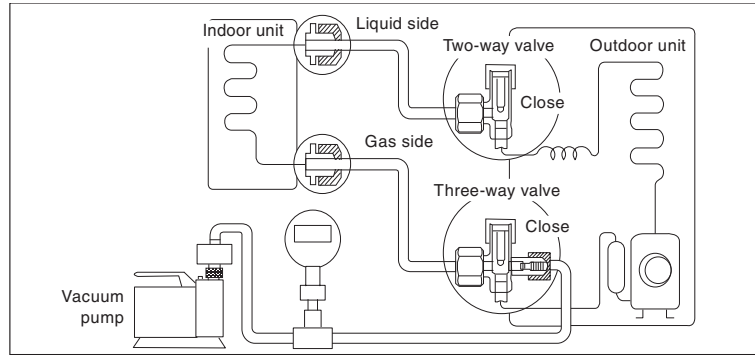 Indoor unit
Liquid side
Two-way valve
Outdoor unit
Close
Gas side
Three-way valve
Close
Vacuum
pump